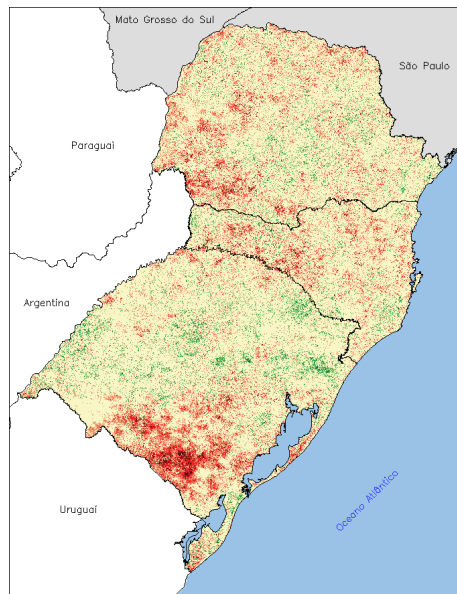 Mato Grosso do Sul
São Paulo
Paraguai
Argentina
Uruguai
Oceano Atlântico